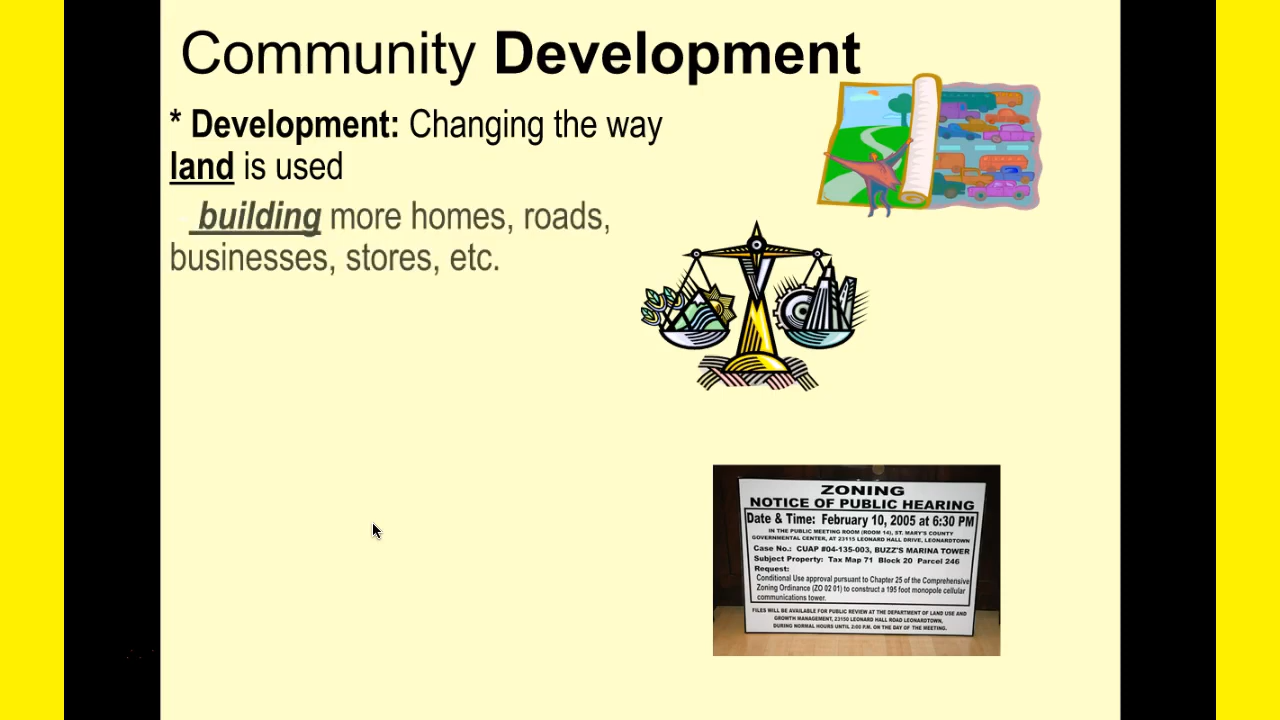 Community Development
* Development: Changing the way
land is used
building more homes, roads,
businesses, stores, etc.
ZONING
NOTICE OF PUBLIC HEARING
Date & Time: February 10, 2005 at 6:30 PM
IN THE PUBLIC MEETING ROOM (ROOM 14), ST. MARY'S COUNTY
GOVERNMENTAL CENTER, AT 23115 LEONARD HALL DRIVE, LEONARDTOWN
Case No.: CUAP #04-135-003, BUZZ'S MARINA TOWER
Subject Property: Tax Map 71 Block 20 Parcel 246
Request:
Conditional Use approval pursuant to Chapter 25 of the Comprehensive
Zoning Ordinance (ZO 02 01) to construct a 195 foot monopole cellular
communications tower.
FILES WILL BE AVAILABLE FOR PUBLIC REVIEW AT THE DEPARTMENT OF LAND USE AND
GROWTH MANAGEMENT, 23150 LEONARD HALL ROAD LEONARDTOWN,
DURING NORMAL HOURS UNTIL 2:00 P.M. ON THE DAY OF THE MEETING.